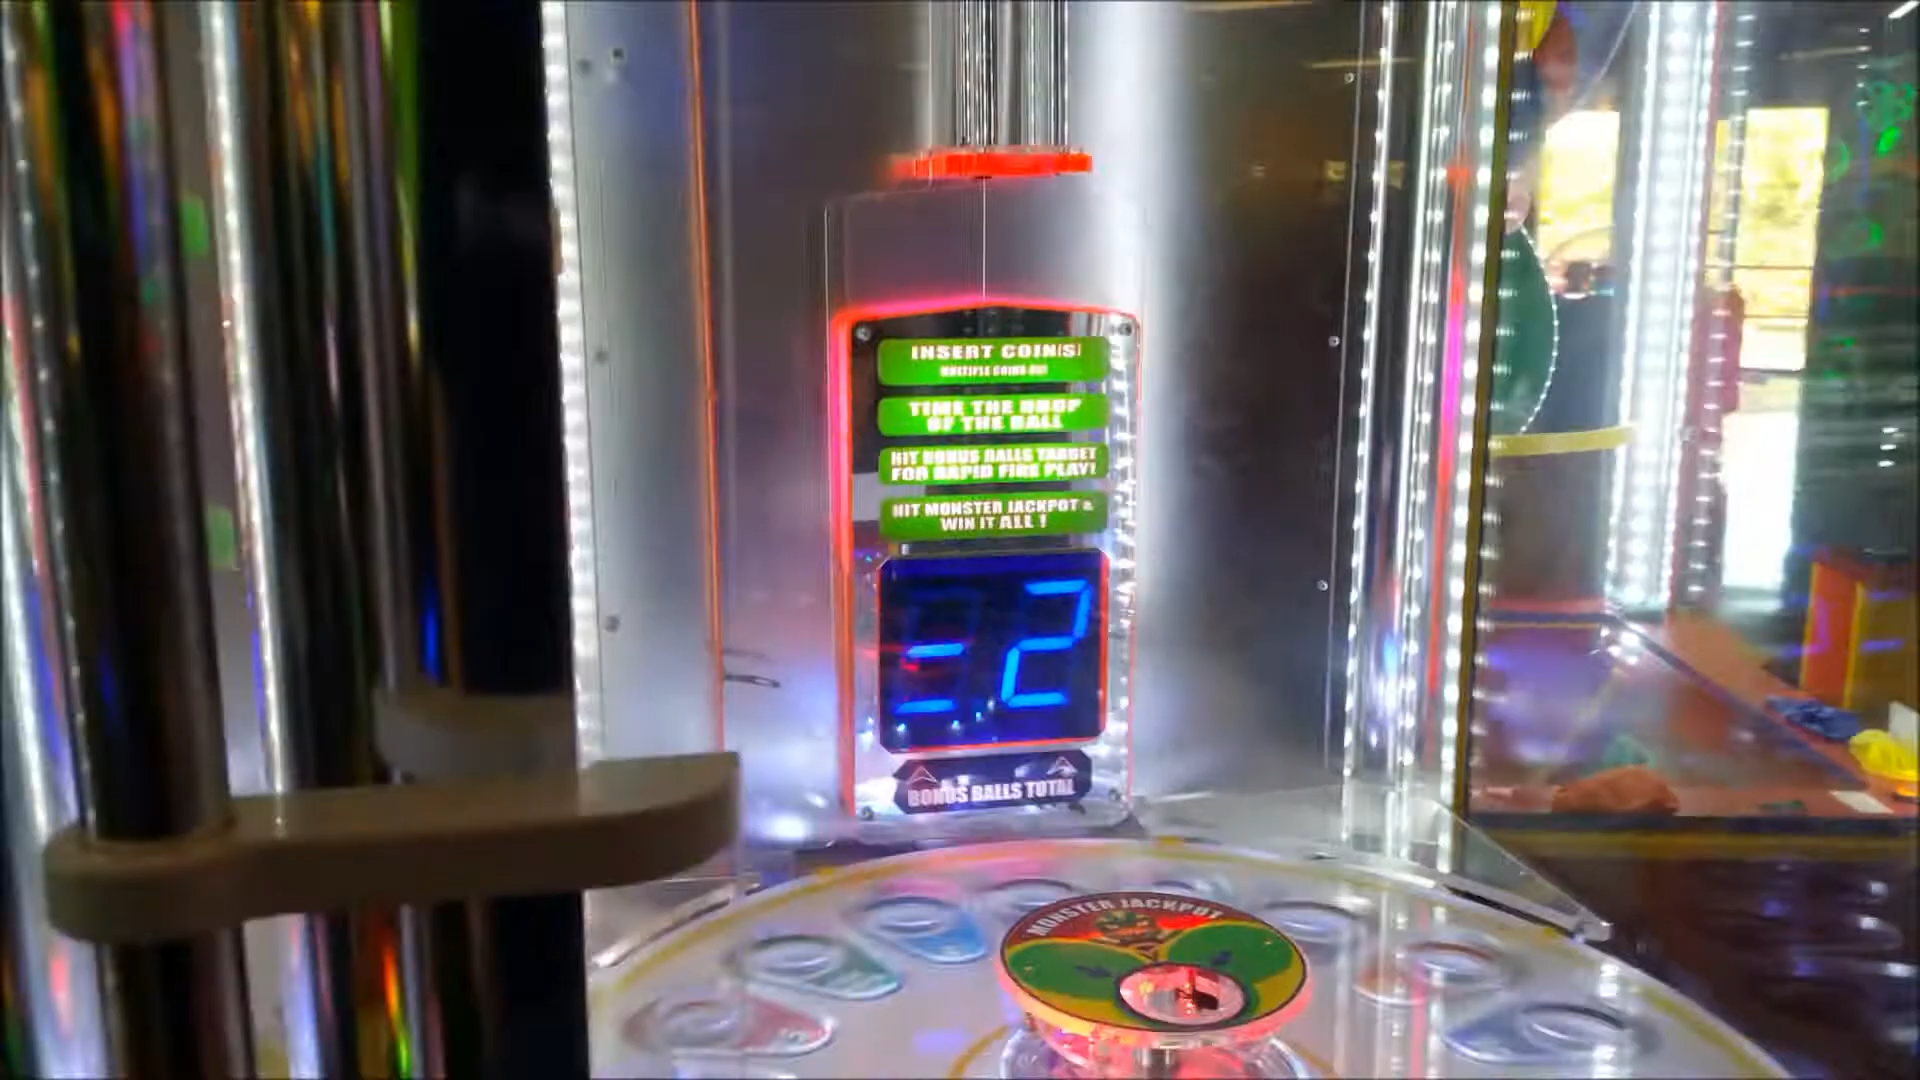 INSERT COIN(S)
MULTIPLE COINS OK!
TIME THE DROP
OF THE BALL
HIT BONUS BALLS TARGET
FOR RAPID FIRE PLAY!
HIT MONSTER JACKPOT &
WIN IT ALL !
2
BONUS BALLS TOTAL
MONSTER JACKPOT